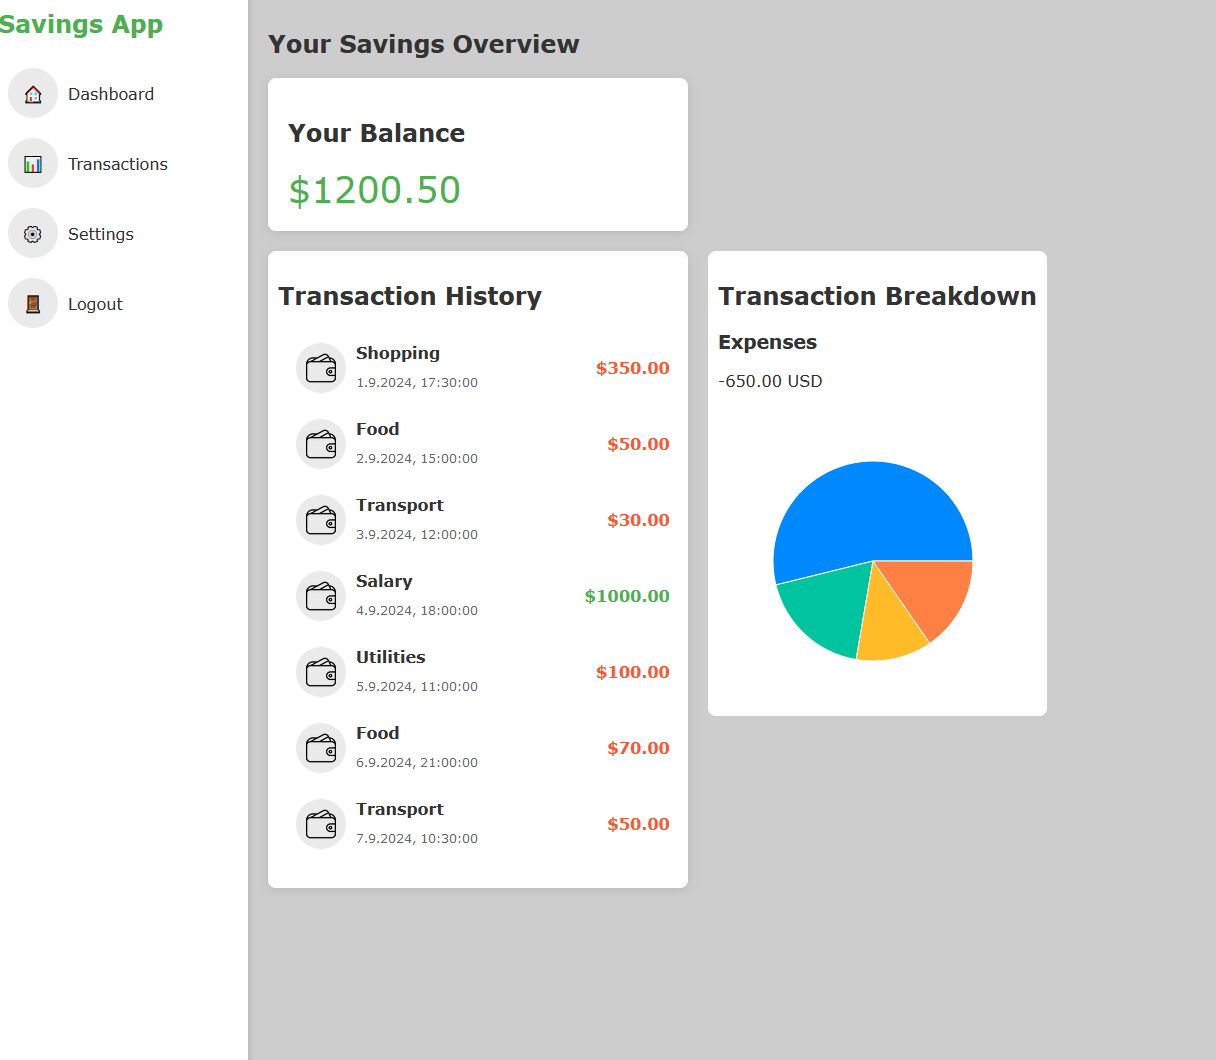 Savings App
Dashboard
Transactions
Settings
Logout
Your Savings Overview
Your Balance
$1200.50
Transaction History
Shopping
1.9.2024, 17:30:00
$350.00
Food
2.9.2024, 15:00:00
$50.00
Transport
3.9.2024, 12:00:00
$30.00
Salary
4.9.2024, 18:00:00
$1000.00
Utilities
5.9.2024, 11:00:00
$100.00
Food
6.9.2024, 21:00:00
$70.00
Transport
7.9.2024, 10:30:00
$50.00
Transaction Breakdown
Expenses
-650.00 USD